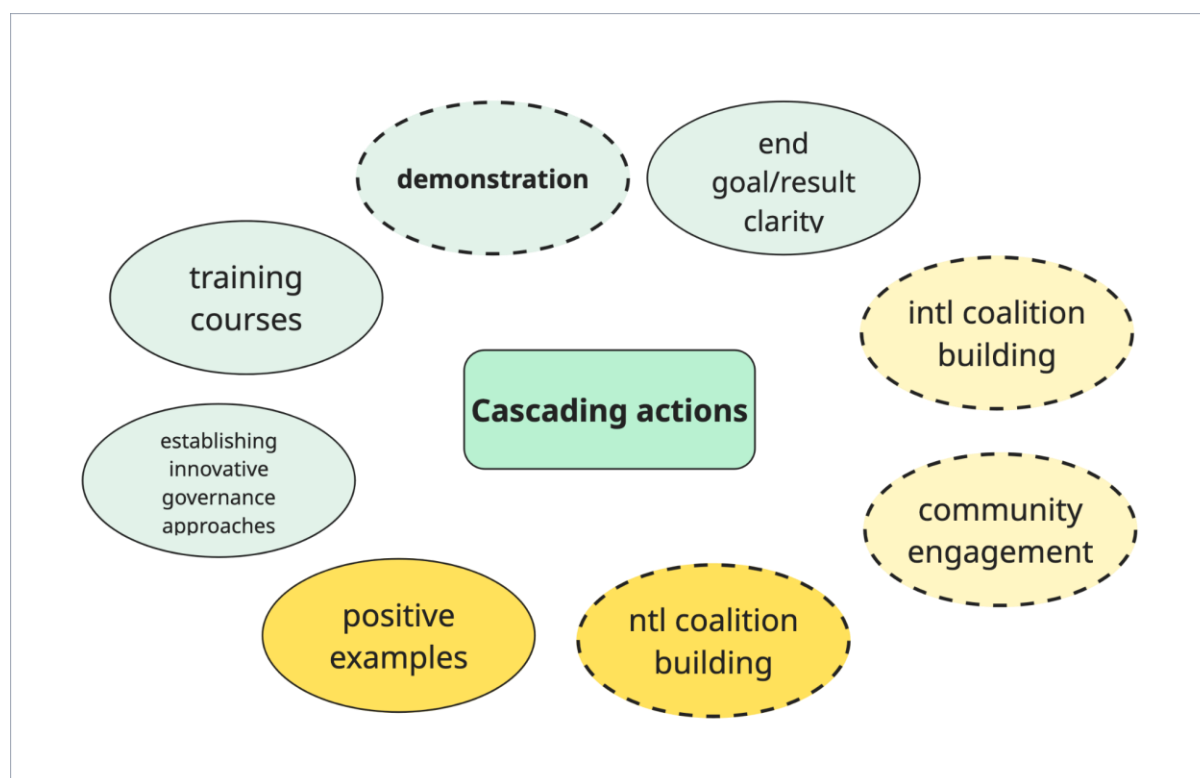 demonstration
end
goal/result
clarity
training
courses
intl coalition
building
Cascading actions
establishing
innovative
governance
approaches
community
engagement
positive
examples
ntl coalition
building